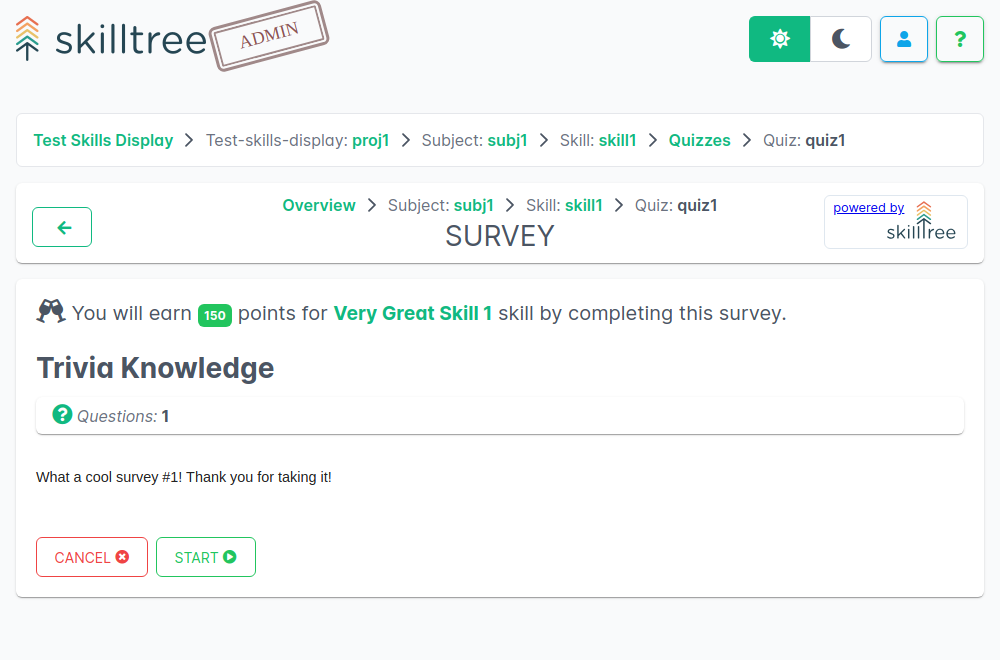 skilltree ADMIN
?
Test Skills Display > Test-skills-display: proj1 > Subject: subj1 > Skill: skill1 > Quizzes > Quiz: quiz1
Overview > Subject: subj1 > Skill: skill1 > Quiz: quiz1
SURVEY
powered by
skilltree
You will earn 150 points for Very Great Skill 1 skill by completing this survey.
Trivia Knowledge
? Questions: 1
What a cool survey #1! Thank you for taking it!
CANCEL START